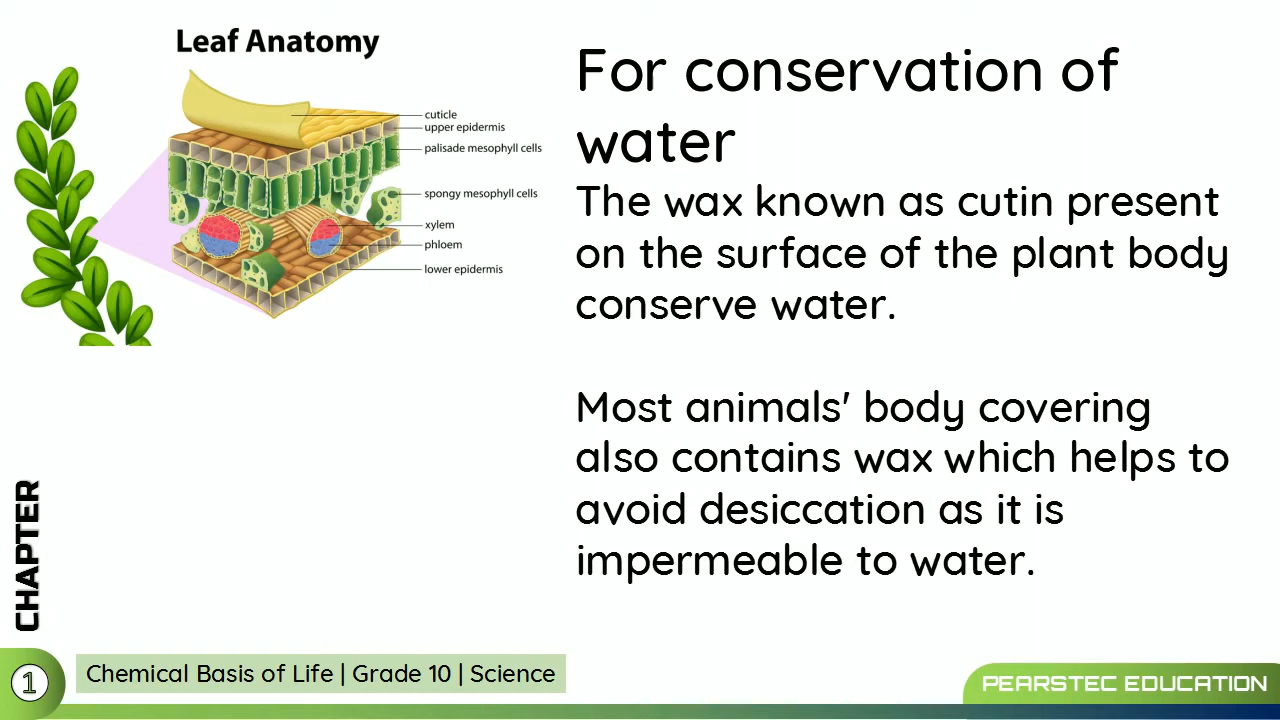 Leaf Anatomy
cuticle
upper epidermis
palisade mesophyll cells
spongy mesophyll cells
xylem
phloem
lower epidermis
For conservation of
water
The wax known as cutin present
on the surface of the plant body
conserve water.
Most animals' body covering
also contains wax which helps to
avoid desiccation as it is
impermeable to water.
CHAPTER
1
Chemical Basis of Life | Grade 10 | Science
PEARSTEC EDUCATION